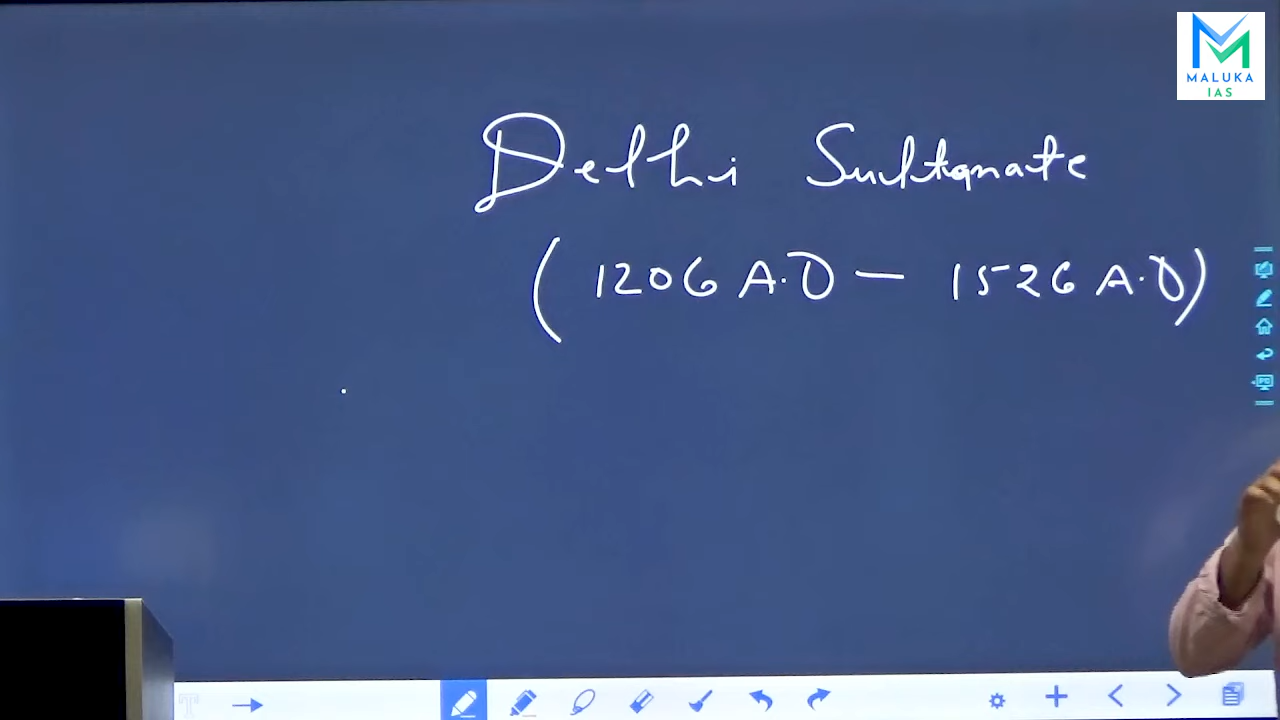 MALUKA
IAS
Delhi Sultanate
(1206 A.D — 1526 A.D)